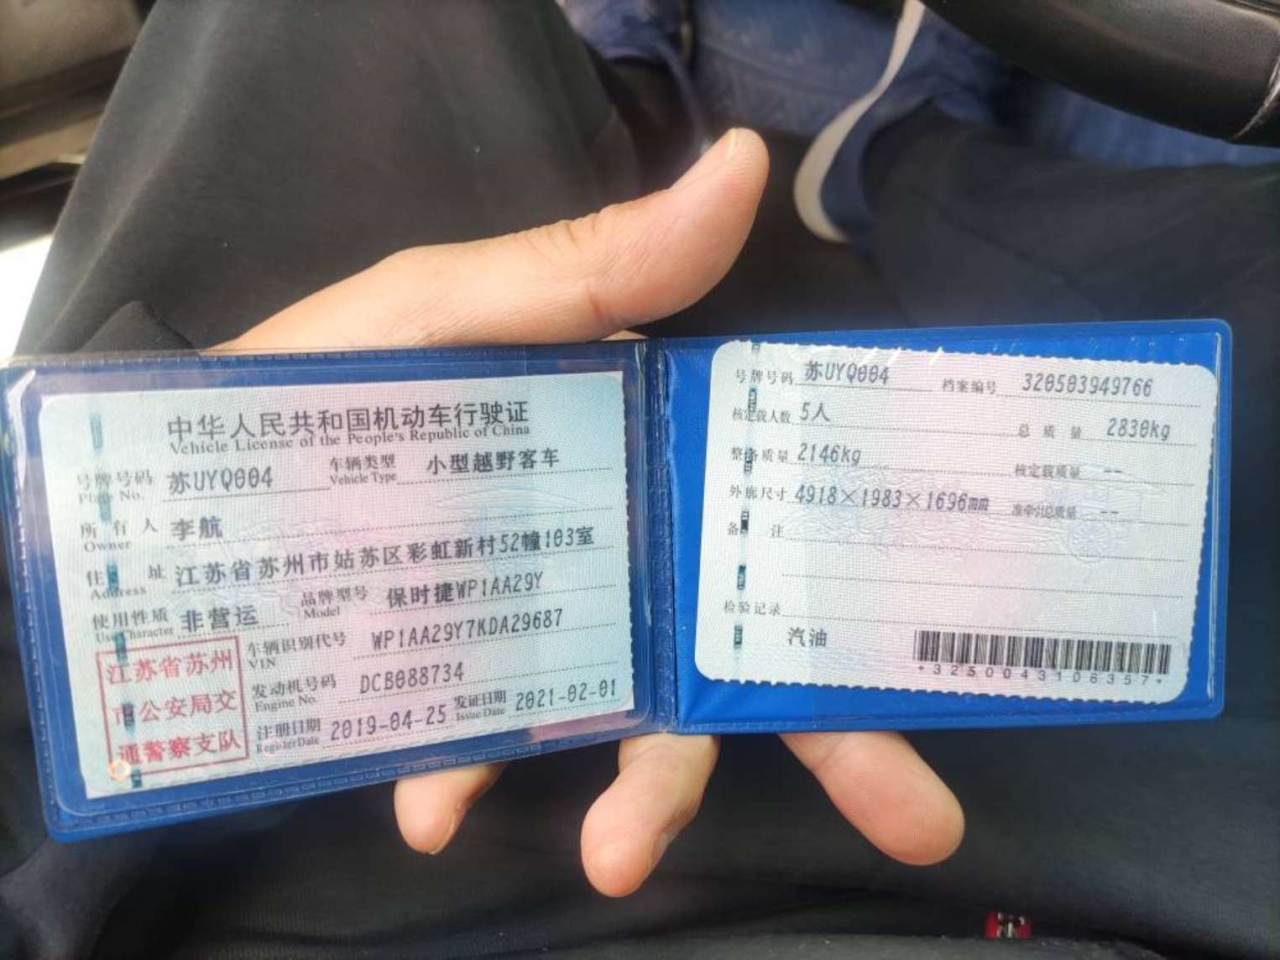 中华人民共和国机动车行驶证
Vehicle License of the People's Republic of China
号牌号码 苏UYQ004 车辆类型 小型越野客车
Plate No. Vehicle Type
所有人 李航
Owner
住址 江苏省苏州市姑苏区彩虹新村52幢103室
Address
使用性质 非营运 品牌型号 保时捷WP1AA29Y
Use Character Model
江苏省苏州
市公安局交
通警察支队
车辆识别代号 WP1AA29Y7KDA29687
VIN
发动机号码 DCB088734
Engine No.
注册日期 2019-04-25 发证日期 2021-02-01
Register Date Issue Date
号牌号码 苏UYQ004 档案编号 320503949766
核定载人数 5人 总质量 2830kg
整备质量 2146kg 核定载质量 --
外廓尺寸 4918×1983×1696mm 准牵引总质量 --
备注
检验记录
汽油
*3250043106357*